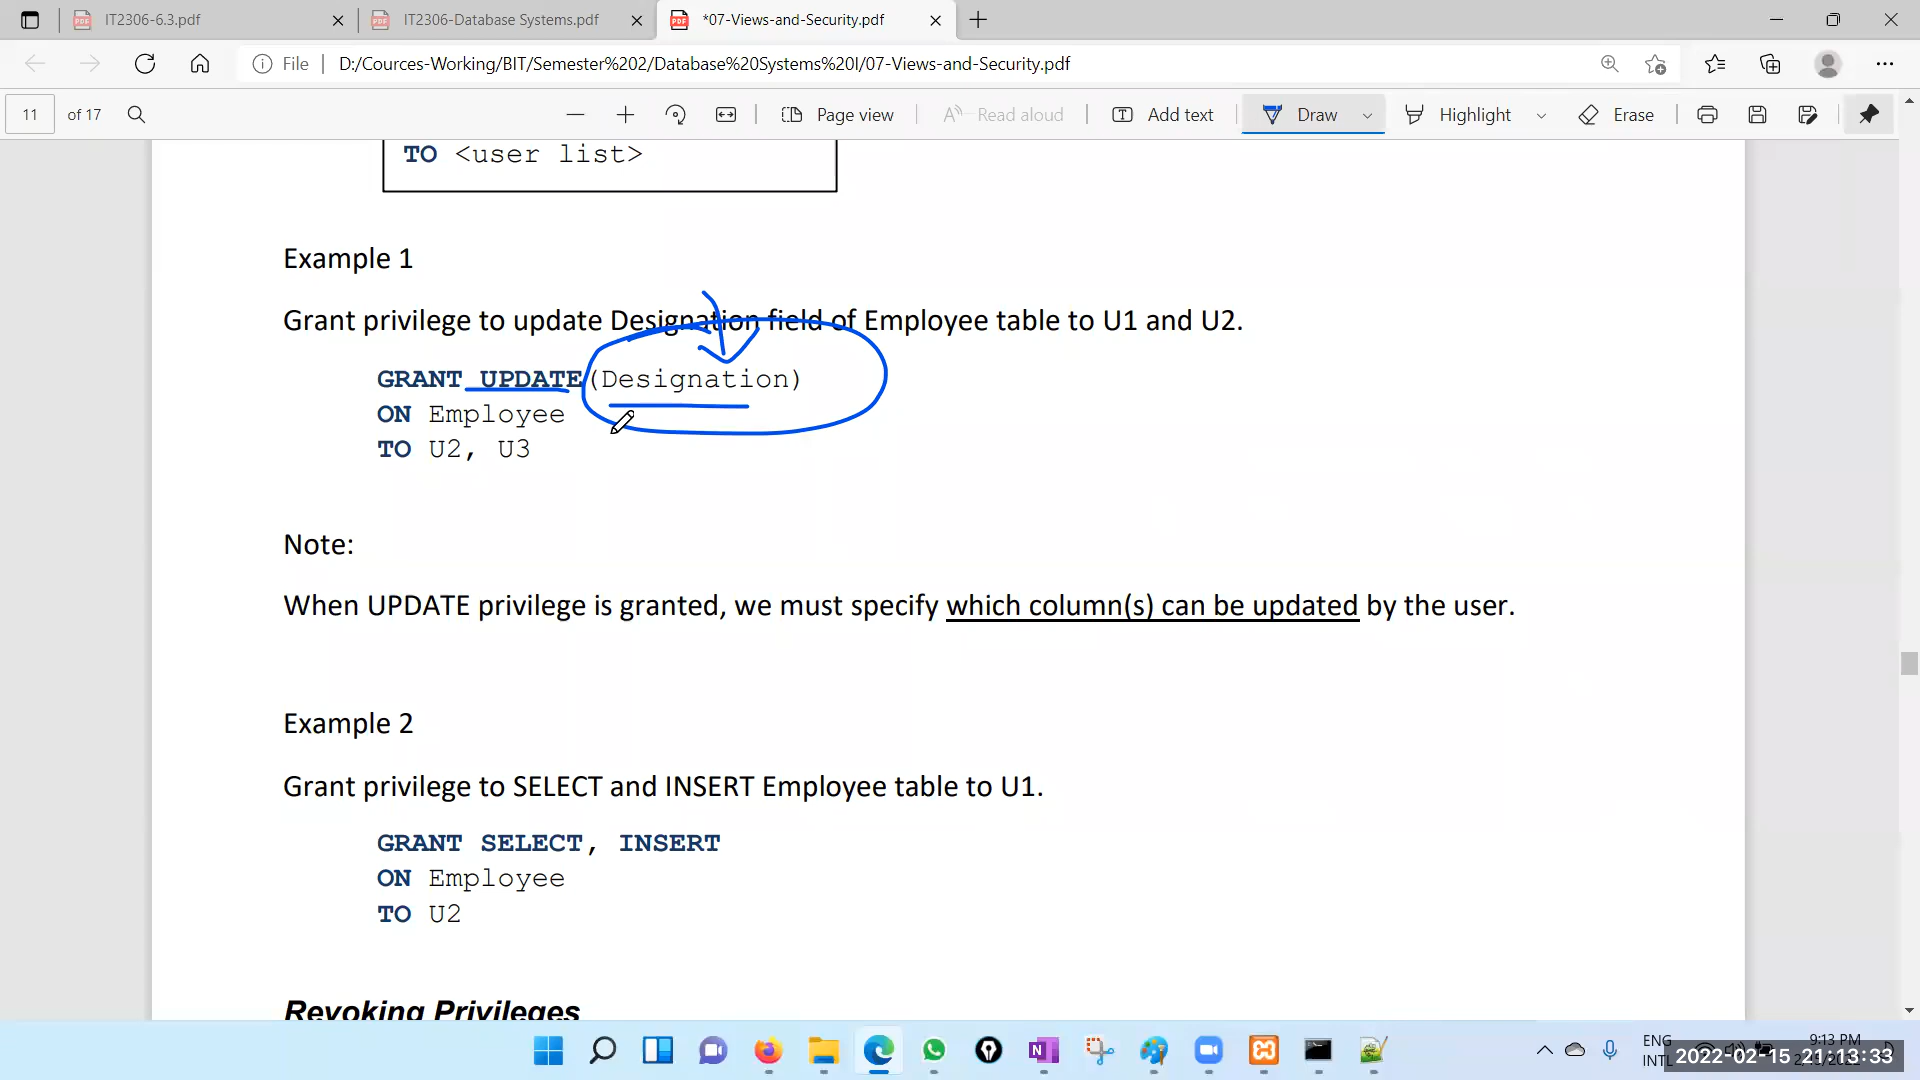 IT2306-6.3.pdf
IT2306-Database Systems.pdf
*07-Views-and-Security.pdf
File
D:/Cources-Working/BIT/Semester%202/Database%20Systems%20I/07-Views-and-Security.pdf
11 of 17
Page view
Read aloud
Add text
Draw
Highlight
Erase
TO <user list>
Example 1
Grant privilege to update Designation field of Employee table to U1 and U2.
GRANT UPDATE(Designation)
ON Employee
TO U2, U3
Note:
When UPDATE privilege is granted, we must specify which column(s) can be updated by the user.
Example 2
Grant privilege to SELECT and INSERT Employee table to U1.
GRANT SELECT, INSERT
ON Employee
TO U2
Revoking Privileges
ENG
INTL
9:13 PM
2022-02-15 21:13:33